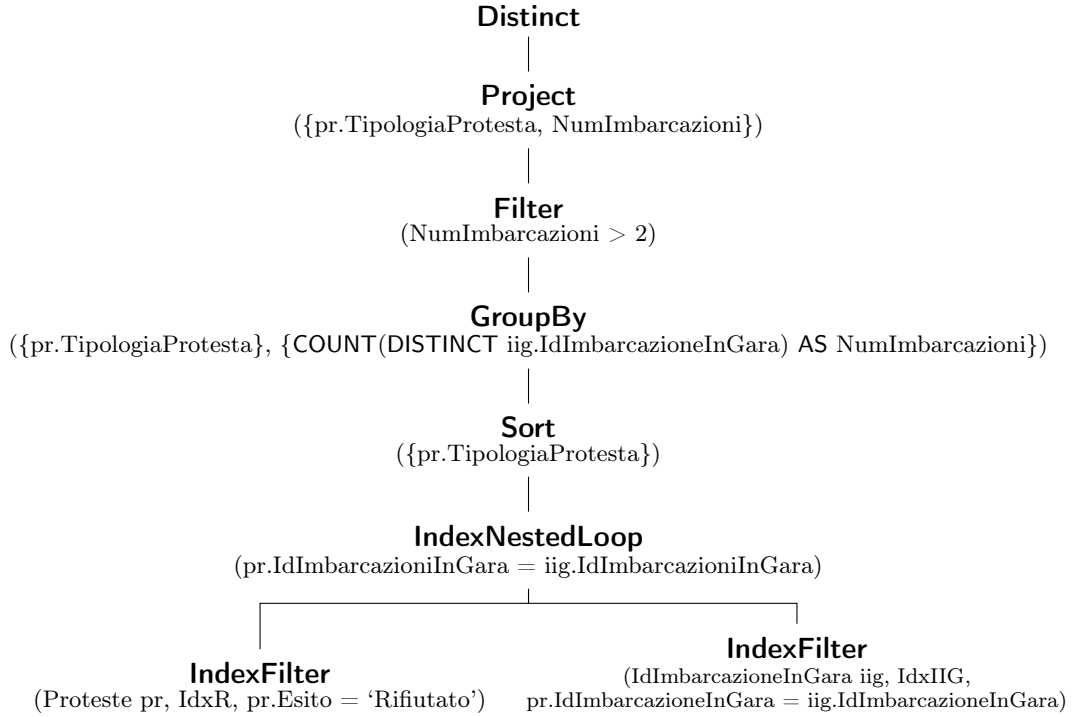 Distinct
Project
({pr.TipologiaProtesta, NumImbarcazioni})
Filter
(NumImbarcazioni > 2)
GroupBy
({pr.TipologiaProtesta}, {COUNT(DISTINCT iig.IdImbarcazioneInGara) AS NumImbarcazioni})
Sort
({pr.TipologiaProtesta})
IndexNestedLoop
(pr.IdImbarcazioniInGara = iig.IdImbarcazioniInGara)
IndexFilter
(Proteste pr, IdxR, pr.Esito = ‘Rifiutato’)
IndexFilter
(IdImbarcazioneInGara iig, IdxIIG,
pr.IdImbarcazioneInGara = iig.IdImbarcazioneInGara)